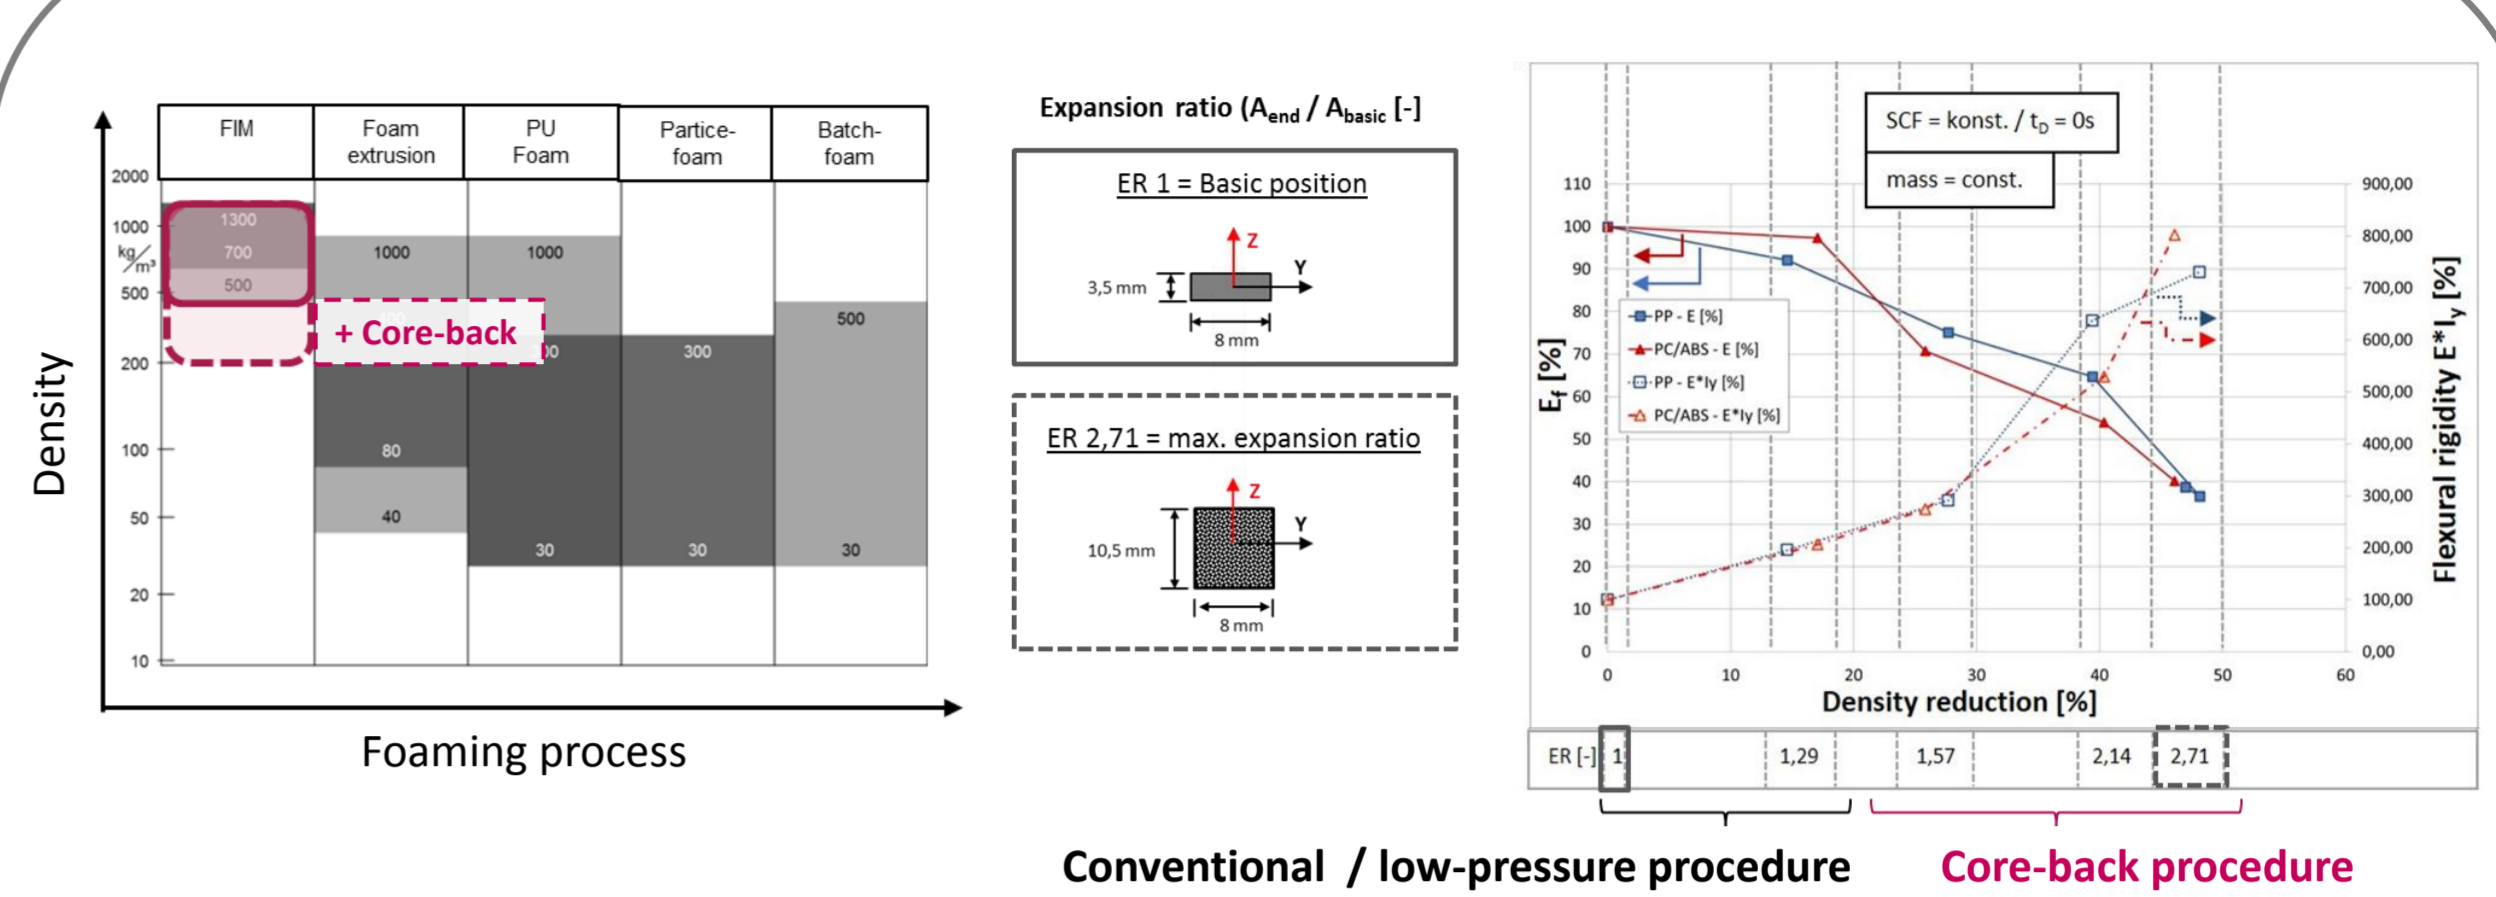 FIM
Foam
extrusion
PU
Foam
Partice-
foam
Batch-
foam
2000
1000
kg/m³
500
200
100
50
20
10
1300
700
500
1000
80
40
1000
30
300
30
500
30
+ Core-back
Density
Foaming process
Expansion ratio (Aend / Abasic [-]
ER 1 = Basic position
Z
Y
3,5 mm
8 mm
ER 2,71 = max. expansion ratio
Z
Y
10,5 mm
8 mm
SCF = konst. / tD = 0s
mass = const.
110
100
90
80
70
60
50
40
30
20
10
0
Ef [%]
PP - E [%]
PC/ABS - E [%]
PP - E*Iy [%]
PC/ABS - E*Iy [%]
900,00
800,00
700,00
600,00
500,00
400,00
300,00
200,00
100,00
0,00
Flexural rigidity E*Iy [%]
0 10 20 30 40 50 60
Density reduction [%]
ER [-] 1 1,29 1,57 2,14 2,71
Conventional / low-pressure procedure
Core-back procedure